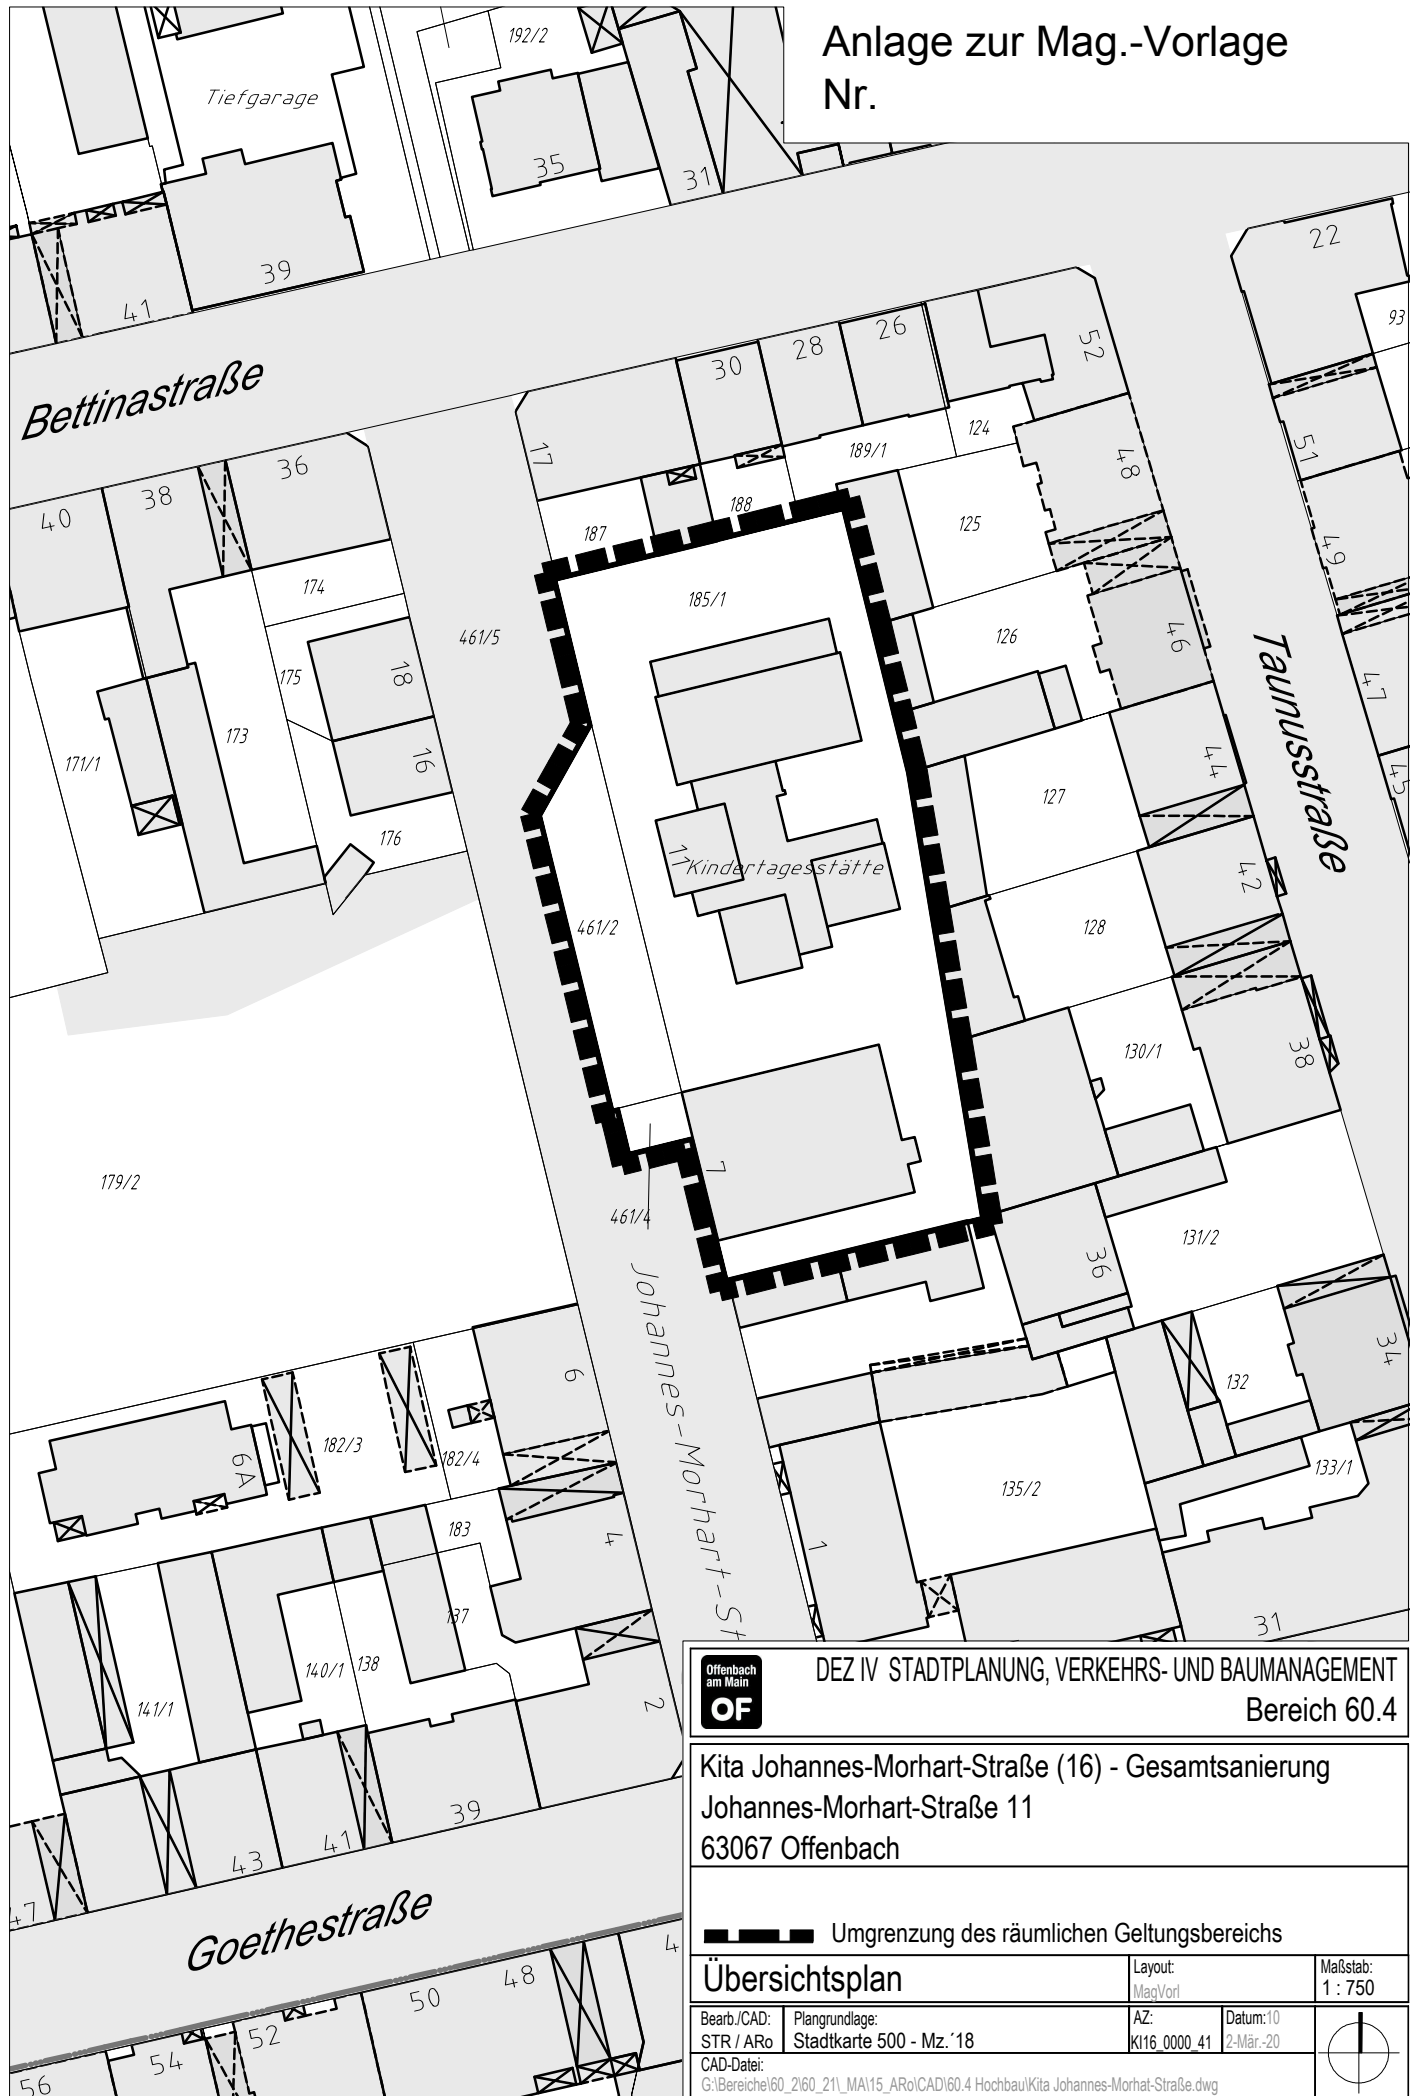 Anlage zur Mag.-Vorlage
Nr.
192/2
Tiefgarage
35
31
39
41
22
93
52
26
28
30
Bettinastraße
17
124
189/1
48
51
36
38
40
188
187
125
49
174
185/1
461/5
126
46
175
18
Taunusstraße
47
173
171/1
16
44
45
127
176
11
Kindertagesstätte
42
461/2
128
130/1
38
179/2
7
461/4
131/2
36
Johannes-Morhart-St
34
6
132
182/3
6A
182/4
133/1
135/2
183
4
1
137
31
140/1
138
141/1
2
39
41
43
47
Goethestraße
48
4
50
52
54
56
Offenbach
am Main
OF
DEZ IV STADTPLANUNG, VERKEHRS- UND BAUMANAGEMENT
Bereich 60.4
Kita Johannes-Morhart-Straße (16) - Gesamtsanierung
Johannes-Morhart-Straße 11
63067 Offenbach
Umgrenzung des räumlichen Geltungsbereichs
Übersichtsplan
Layout:
MagVorl
Maßstab:
1 : 750
Bearb./CAD:
STR / ARo
Plangrundlage:
Stadtkarte 500 - Mz.´18
AZ:
KI16_0000_41
Datum:10
2-Mär.-20
CAD-Datei:
G:\Bereiche\60_2\60_21\_MA\15_ARo\CAD\60.4 Hochbau\Kita Johannes-Morhat-Straße.dwg